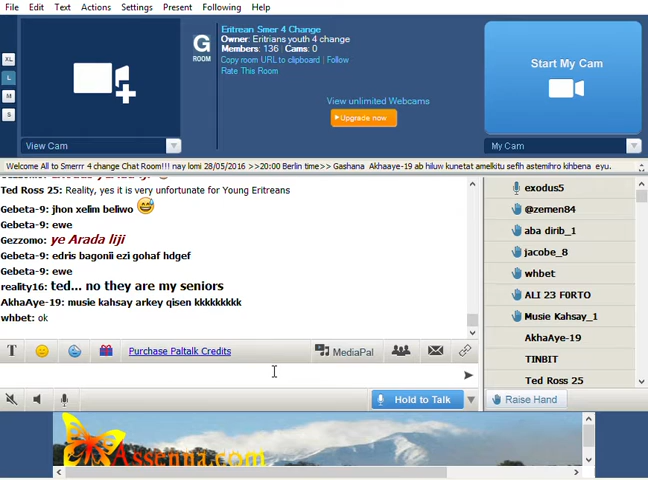 File Edit Text Actions Settings Present Following Help
XL
L
M
S
View Cam
G
ROOM
Eritrean Smer 4 Change
Owner: Eritrians youth 4 change
Members: 136 Cams: 0
Copy room URL to clipboard | Follow
Rate This Room
View unlimited Webcams
Upgrade now
Start My Cam
My Cam
Welcome All to Smerrr 4 change Chat Room!!! nay lomi 28/05/2016 >>20:00 Berlin time>> Gashana Akhaaye-19 ab hiluw kunetat amelkitu sefih astemihro kihbena eyu.
Ted Ross 25: Reality, yes it is very unfortunate for Young Eritreans
Gebeta-9: jhon xelim beliwo
Gebeta-9: ewe
Gezzomo: ye Arada liji
Gebeta-9: edris bagonii ezi gohaf hdgef
Gebeta-9: ewe
reality16: ted... no they are my seniors
AkhaAye-19: musie kahsay arkey qisen kkkkkkkkk
whbet: ok
exodus5
@zemen84
aba dirib_1
jacobe_8
whbet
ALI 23 F0RTO
Musie Kahsay_1
AkhaAye-19
TINBIT
Ted Ross 25
T
Purchase Paltalk Credits
MediaPal
Hold to Talk
Raise Hand
Assenna.com